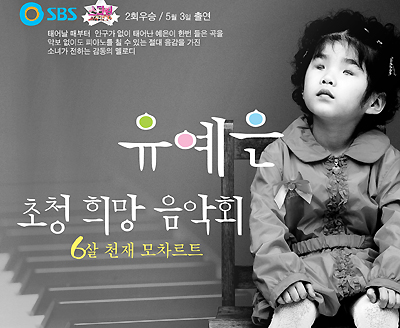 SBS 2회우승 / 5월 3일 출연
태어날 때부터 안구가 없이 태어난 예은이 한번 들은 곡을
악보 없이도 피아노를 칠 수 있는 절대 음감을 가진
소녀가 전하는 감동의 멜로디
유예은
초청 희망 음악회
6살 천재 모차르트